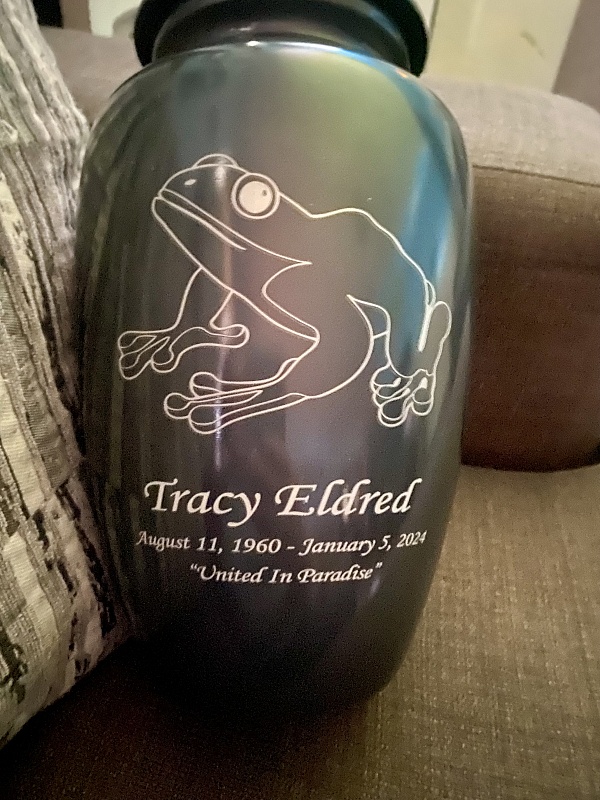 Tracy Eldred
August 11, 1960 - January 5, 2024
“United In Paradise”